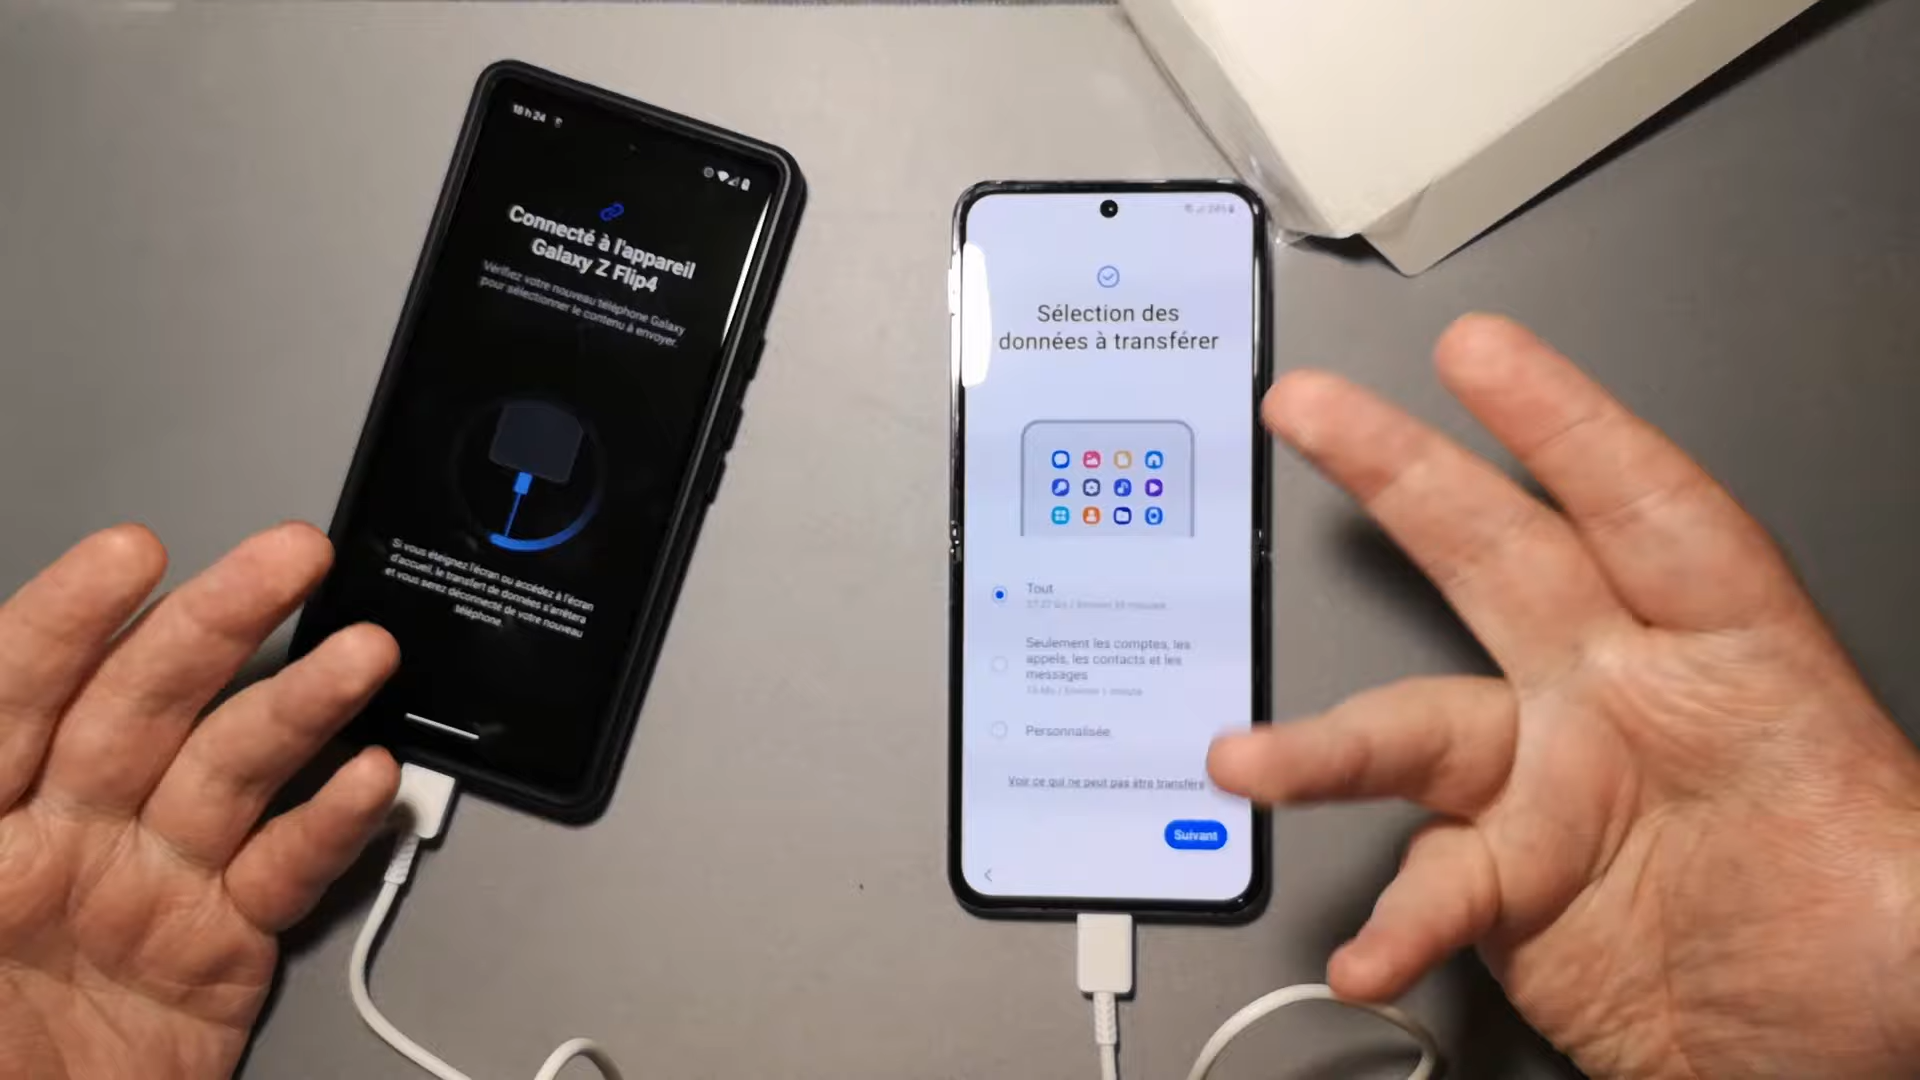 18 h 24
Connecté à l'appareil
Galaxy Z Flip4
Vérifiez votre nouveau téléphone Galaxy
pour sélectionner le contenu à envoyer.
Si vous éteignez l'écran ou accédez à l'écran
d'accueil, le transfert de données s'arrêtera
et vous serez déconnecté de votre nouveau
téléphone.
Sélection des
données à transférer
Tout
Seulement les comptes, les
appels, les contacts et les
messages
Personnalisée
Voir ce qui ne peut pas être transféré
Suivant